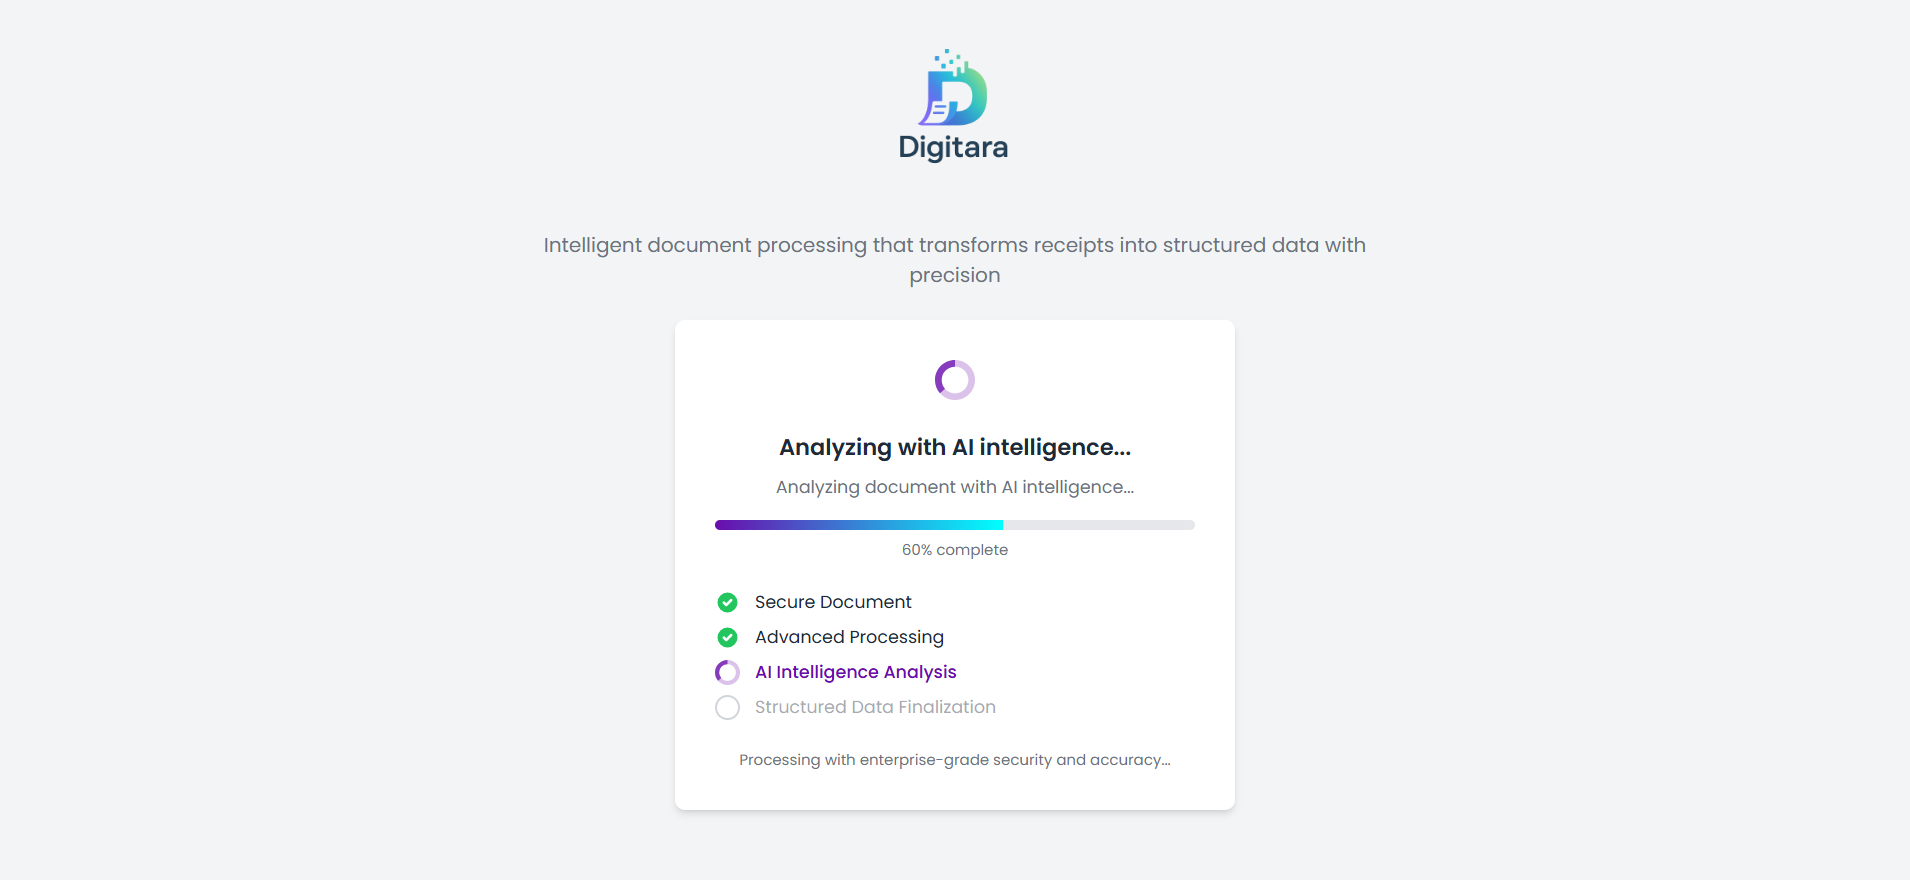 Digitara
Intelligent document processing that transforms receipts into structured data with
precision
Analyzing with AI intelligence...
Analyzing document with AI intelligence...
60% complete
Secure Document
Advanced Processing
AI Intelligence Analysis
Structured Data Finalization
Processing with enterprise-grade security and accuracy...